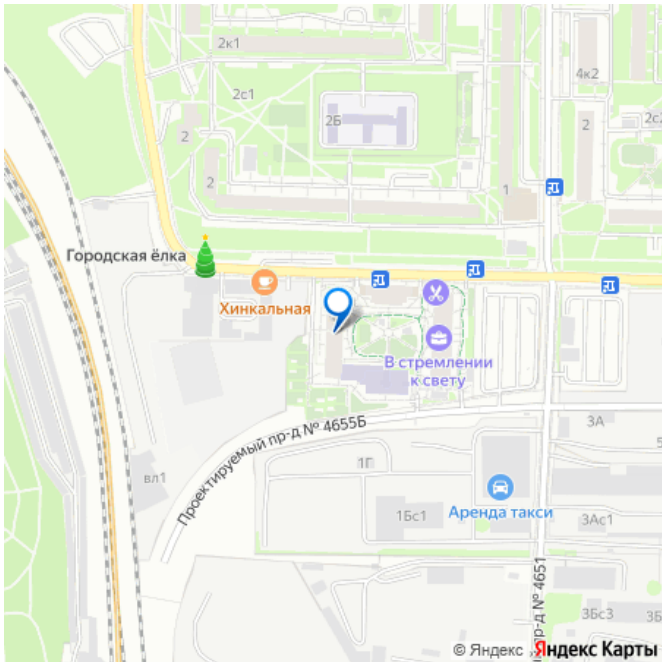 2к1
4к2
2с1
2Б
2
2
2с2
2
1
Городская ёлка
Хинкальная
В стремлении
к свету
Проектируемый пр-д № 4655Б
3А
вл1
1Г
1Бс1
Аренда такси
3Ас1
пр-д № 4651
3Бс3
3Б
© Яндекс Яндекс Карты